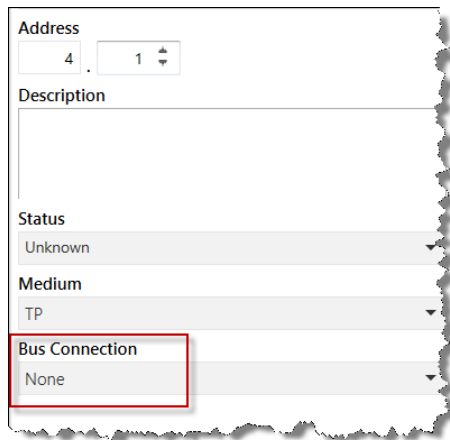 Address
4 . 1
Description
Status
Unknown
Medium
TP
Bus Connection
None